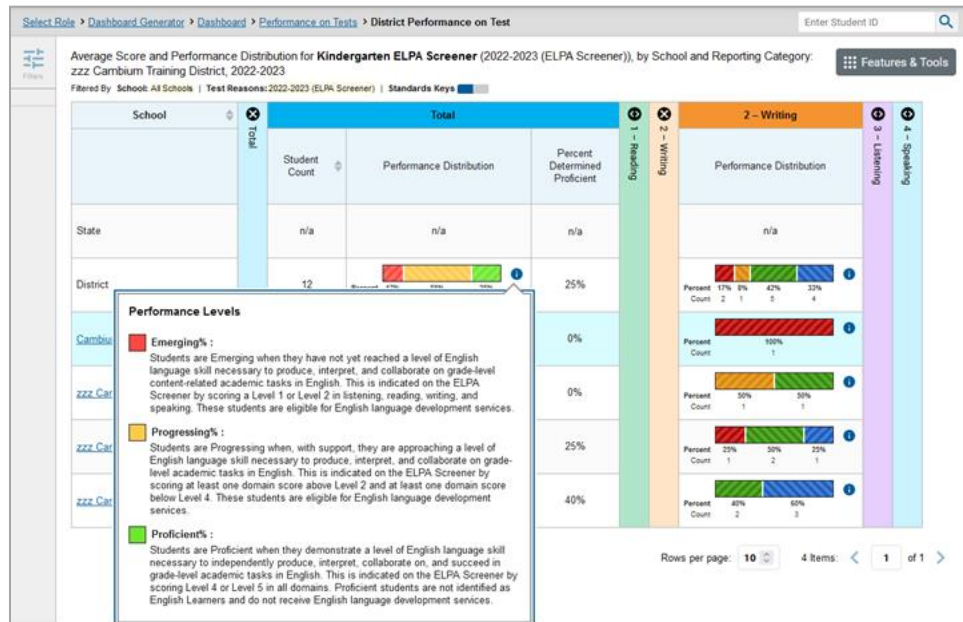 Select Role > Dashboard Generator > Dashboard > Performance on Tests > District Performance on Test
Enter Student ID
Filters
Average Score and Performance Distribution for Kindergarten ELPA Screener (2022-2023 (ELPA Screener)), by School and Reporting Category:
zzz Cambium Training District, 2022-2023
Features & Tools
Filtered By School: All Schools | Test Reasons: 2022-2023 (ELPA Screener) | Standards Keys
School
Total
Total
1 – Reading
2 – Writing
2 – Writing
3 – Listening
4 – Speaking
Student
Count
Performance Distribution
Percent
Determined
Proficient
Performance Distribution
State
n/a
n/a
n/a
n/a
District
12
25%
Percent 17% 8% 42% 33%
Count 2 1 5 4
0%
Percent 100%
Count 1
zzz Car
0%
Percent 50% 50%
Count 1 1
zzz Car
25%
Percent 25% 50% 25%
Count 1 2 1
zzz Car
40%
Percent 40% 60%
Count 2 3
Performance Levels
Emerging% :
Students are Emerging when they have not yet reached a level of English
language skill necessary to produce, interpret, and collaborate on grade-level
content-related academic tasks in English. This is indicated on the ELPA
Screener by scoring a Level 1 or Level 2 in listening, reading, writing, and
speaking. These students are eligible for English language development services.
Progressing% :
Students are Progressing when, with support, they are approaching a level of
English language skill necessary to produce, interpret, and collaborate on grade-
level academic tasks in English. This is indicated on the ELPA Screener by
scoring at least one domain score above Level 2 and at least one domain score
below Level 4. These students are eligible for English language development
services.
Proficient% :
Students are Proficient when they demonstrate a level of English language skill
necessary to independently produce, interpret, collaborate on, and succeed in
grade-level academic tasks in English. This is indicated on the ELPA Screener by
scoring Level 4 or Level 5 in all domains. Proficient students are not identified as
English Learners and do not receive English language development services.
Rows per page: 10 4 Items: 1 of 1